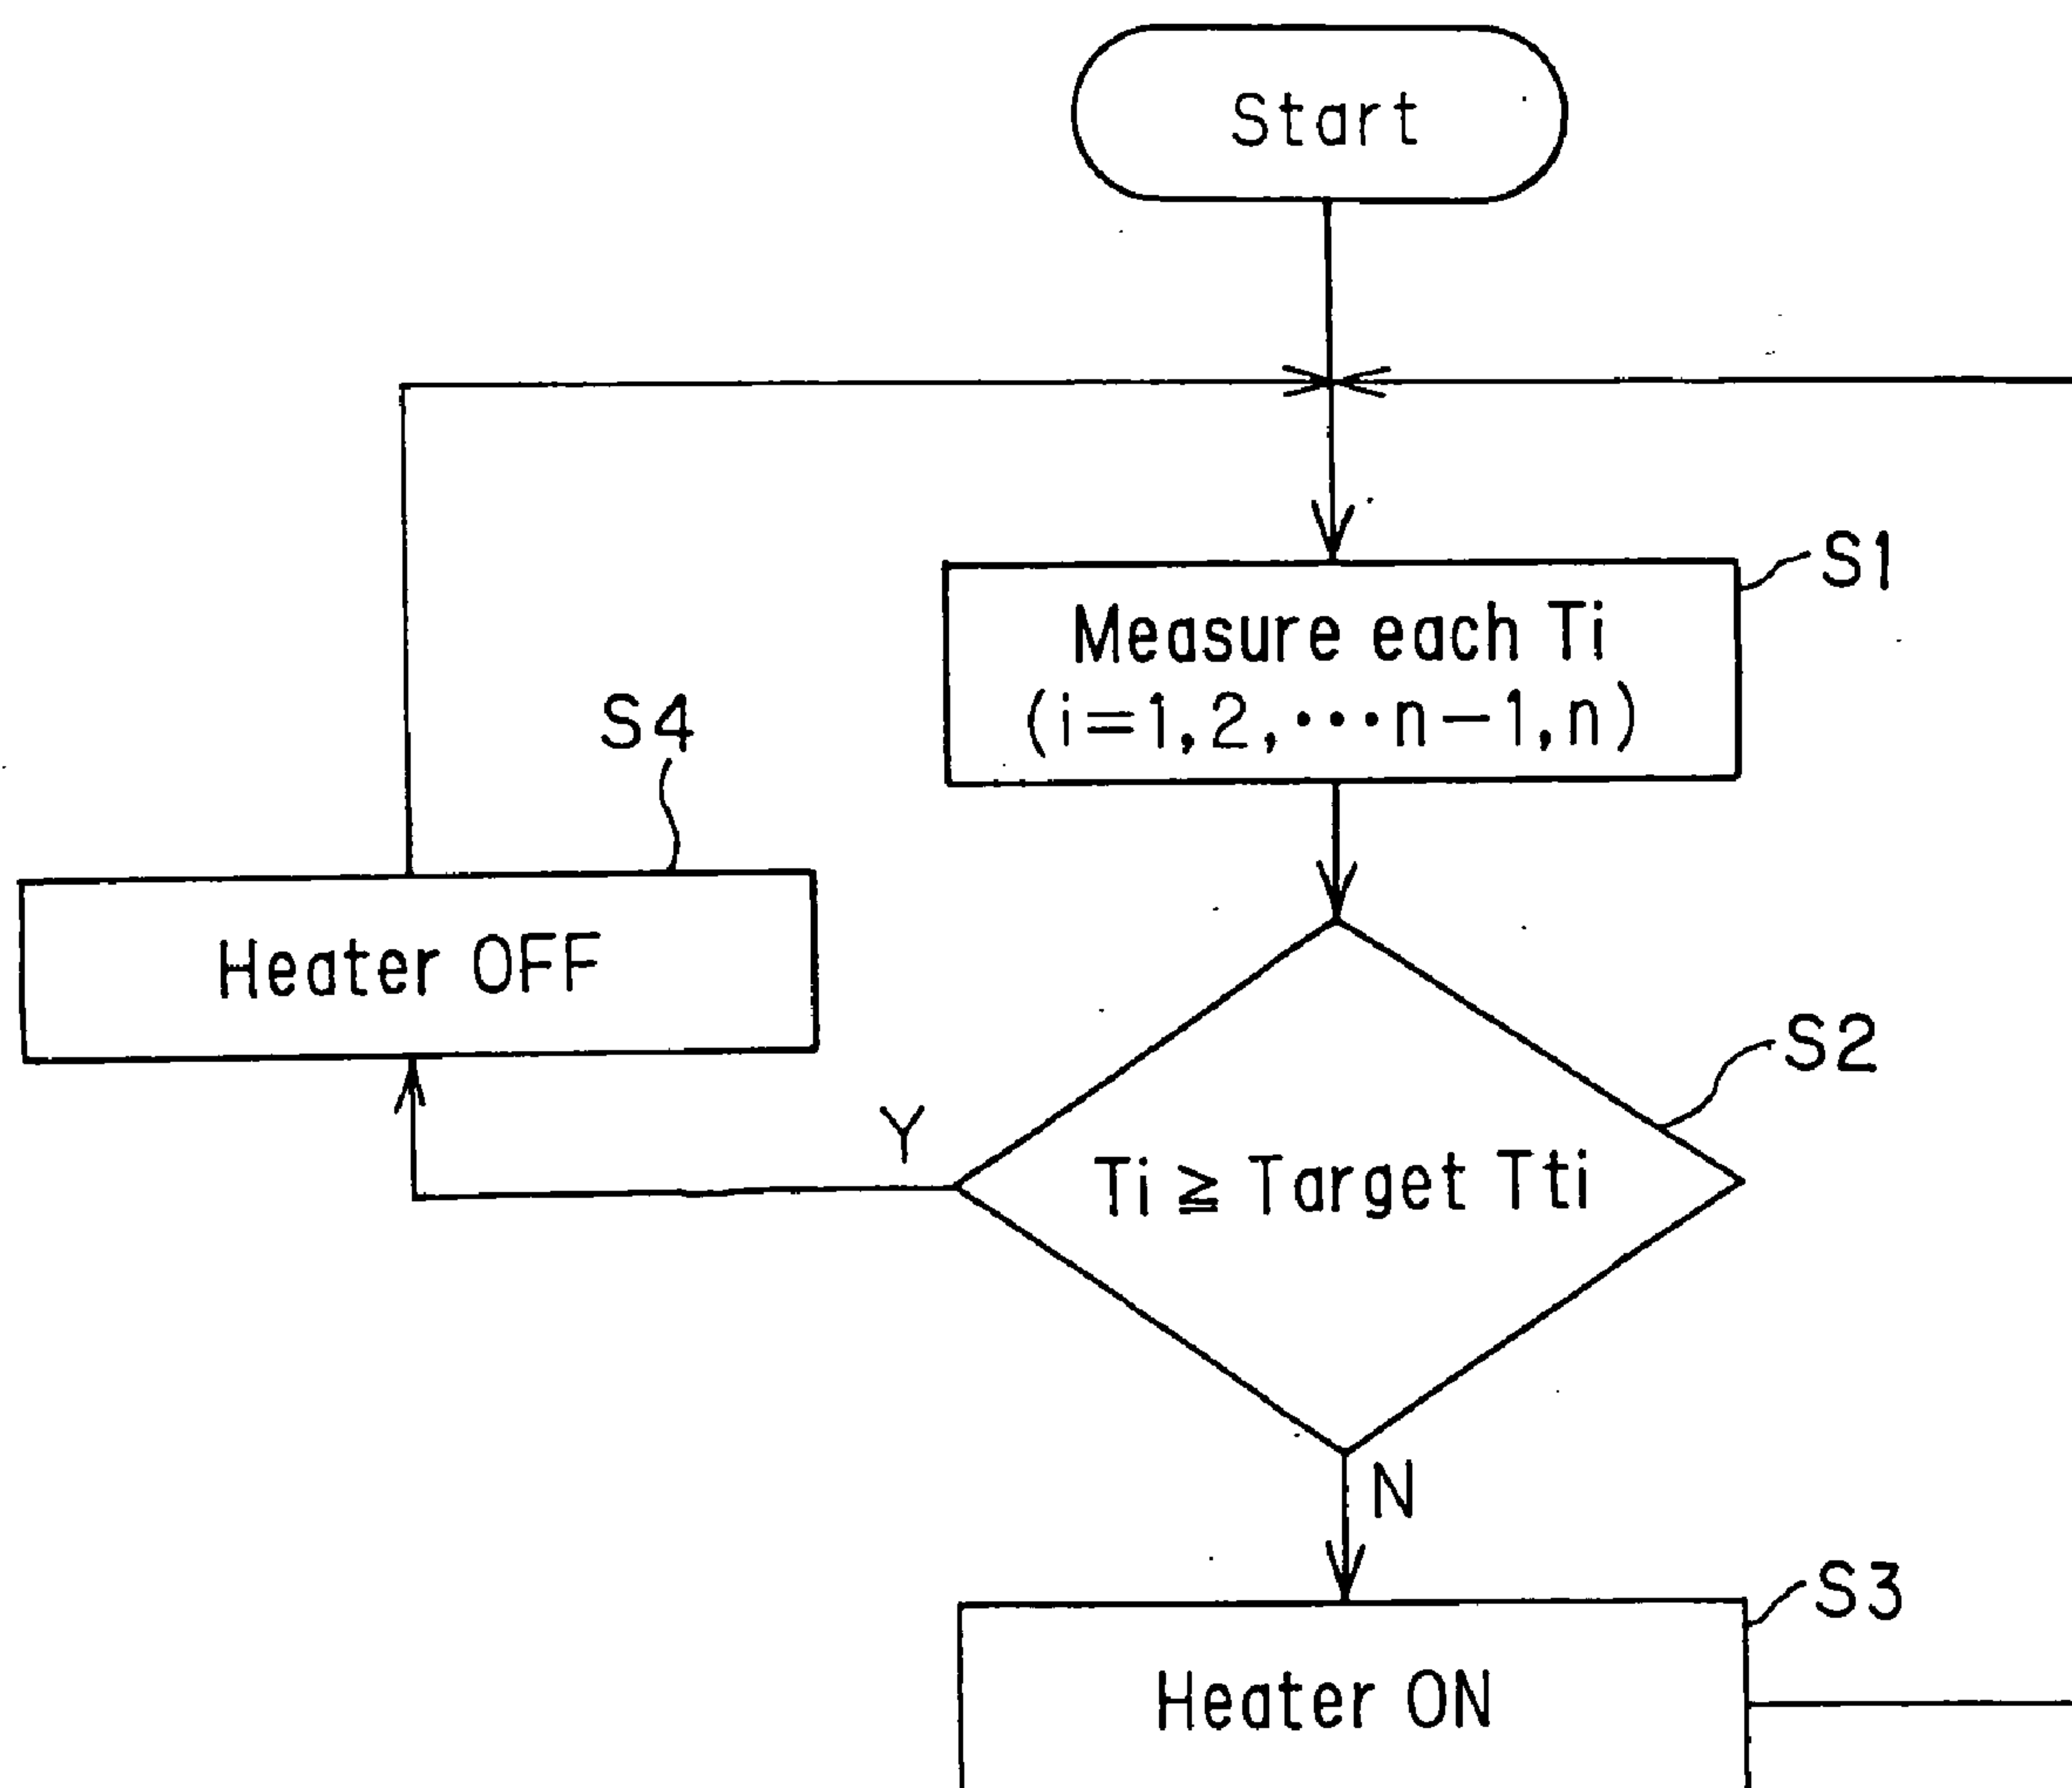 Start
S1
Measure each Ti
(i=1,2,•••n−1,n)
S4
Heater OFF
S2
Y
Ti ≧ Target Tti
N
S3
Heater ON